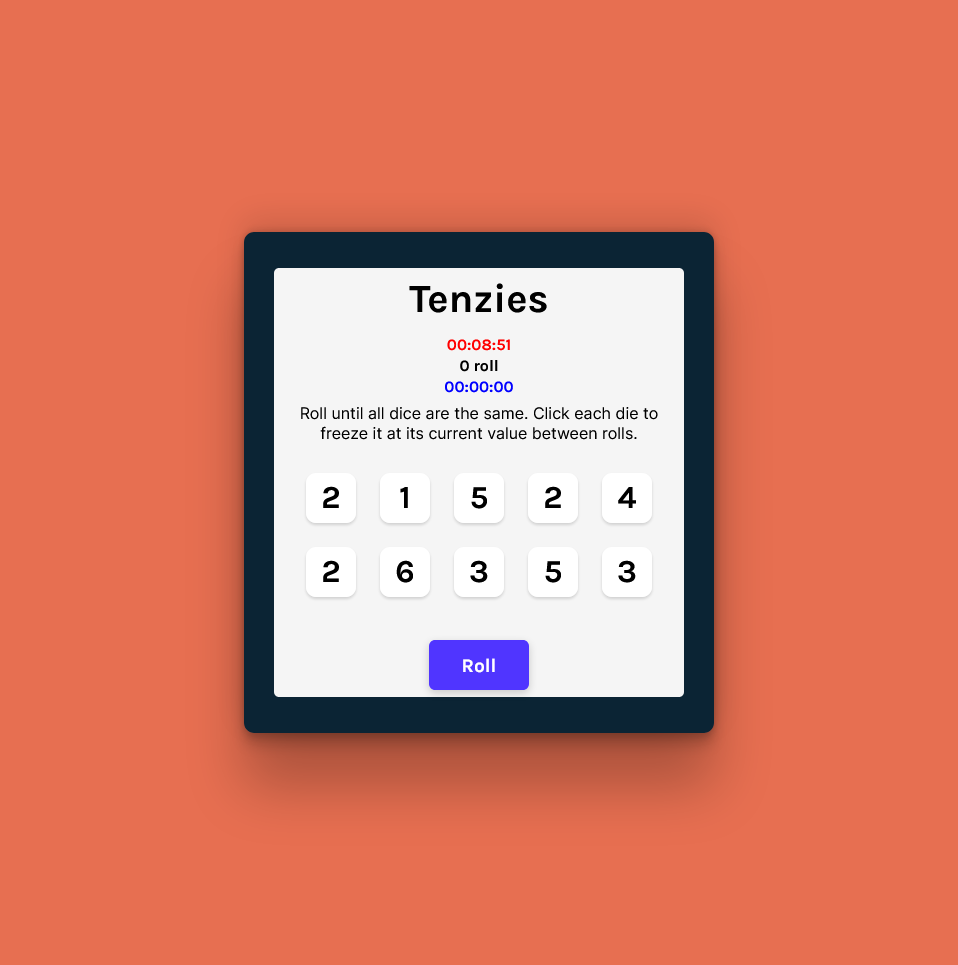 Tenzies
00:08:51
0 roll
00:00:00
Roll until all dice are the same. Click each die to
freeze it at its current value between rolls.
2 1 5 2 4
2 6 3 5 3
Roll